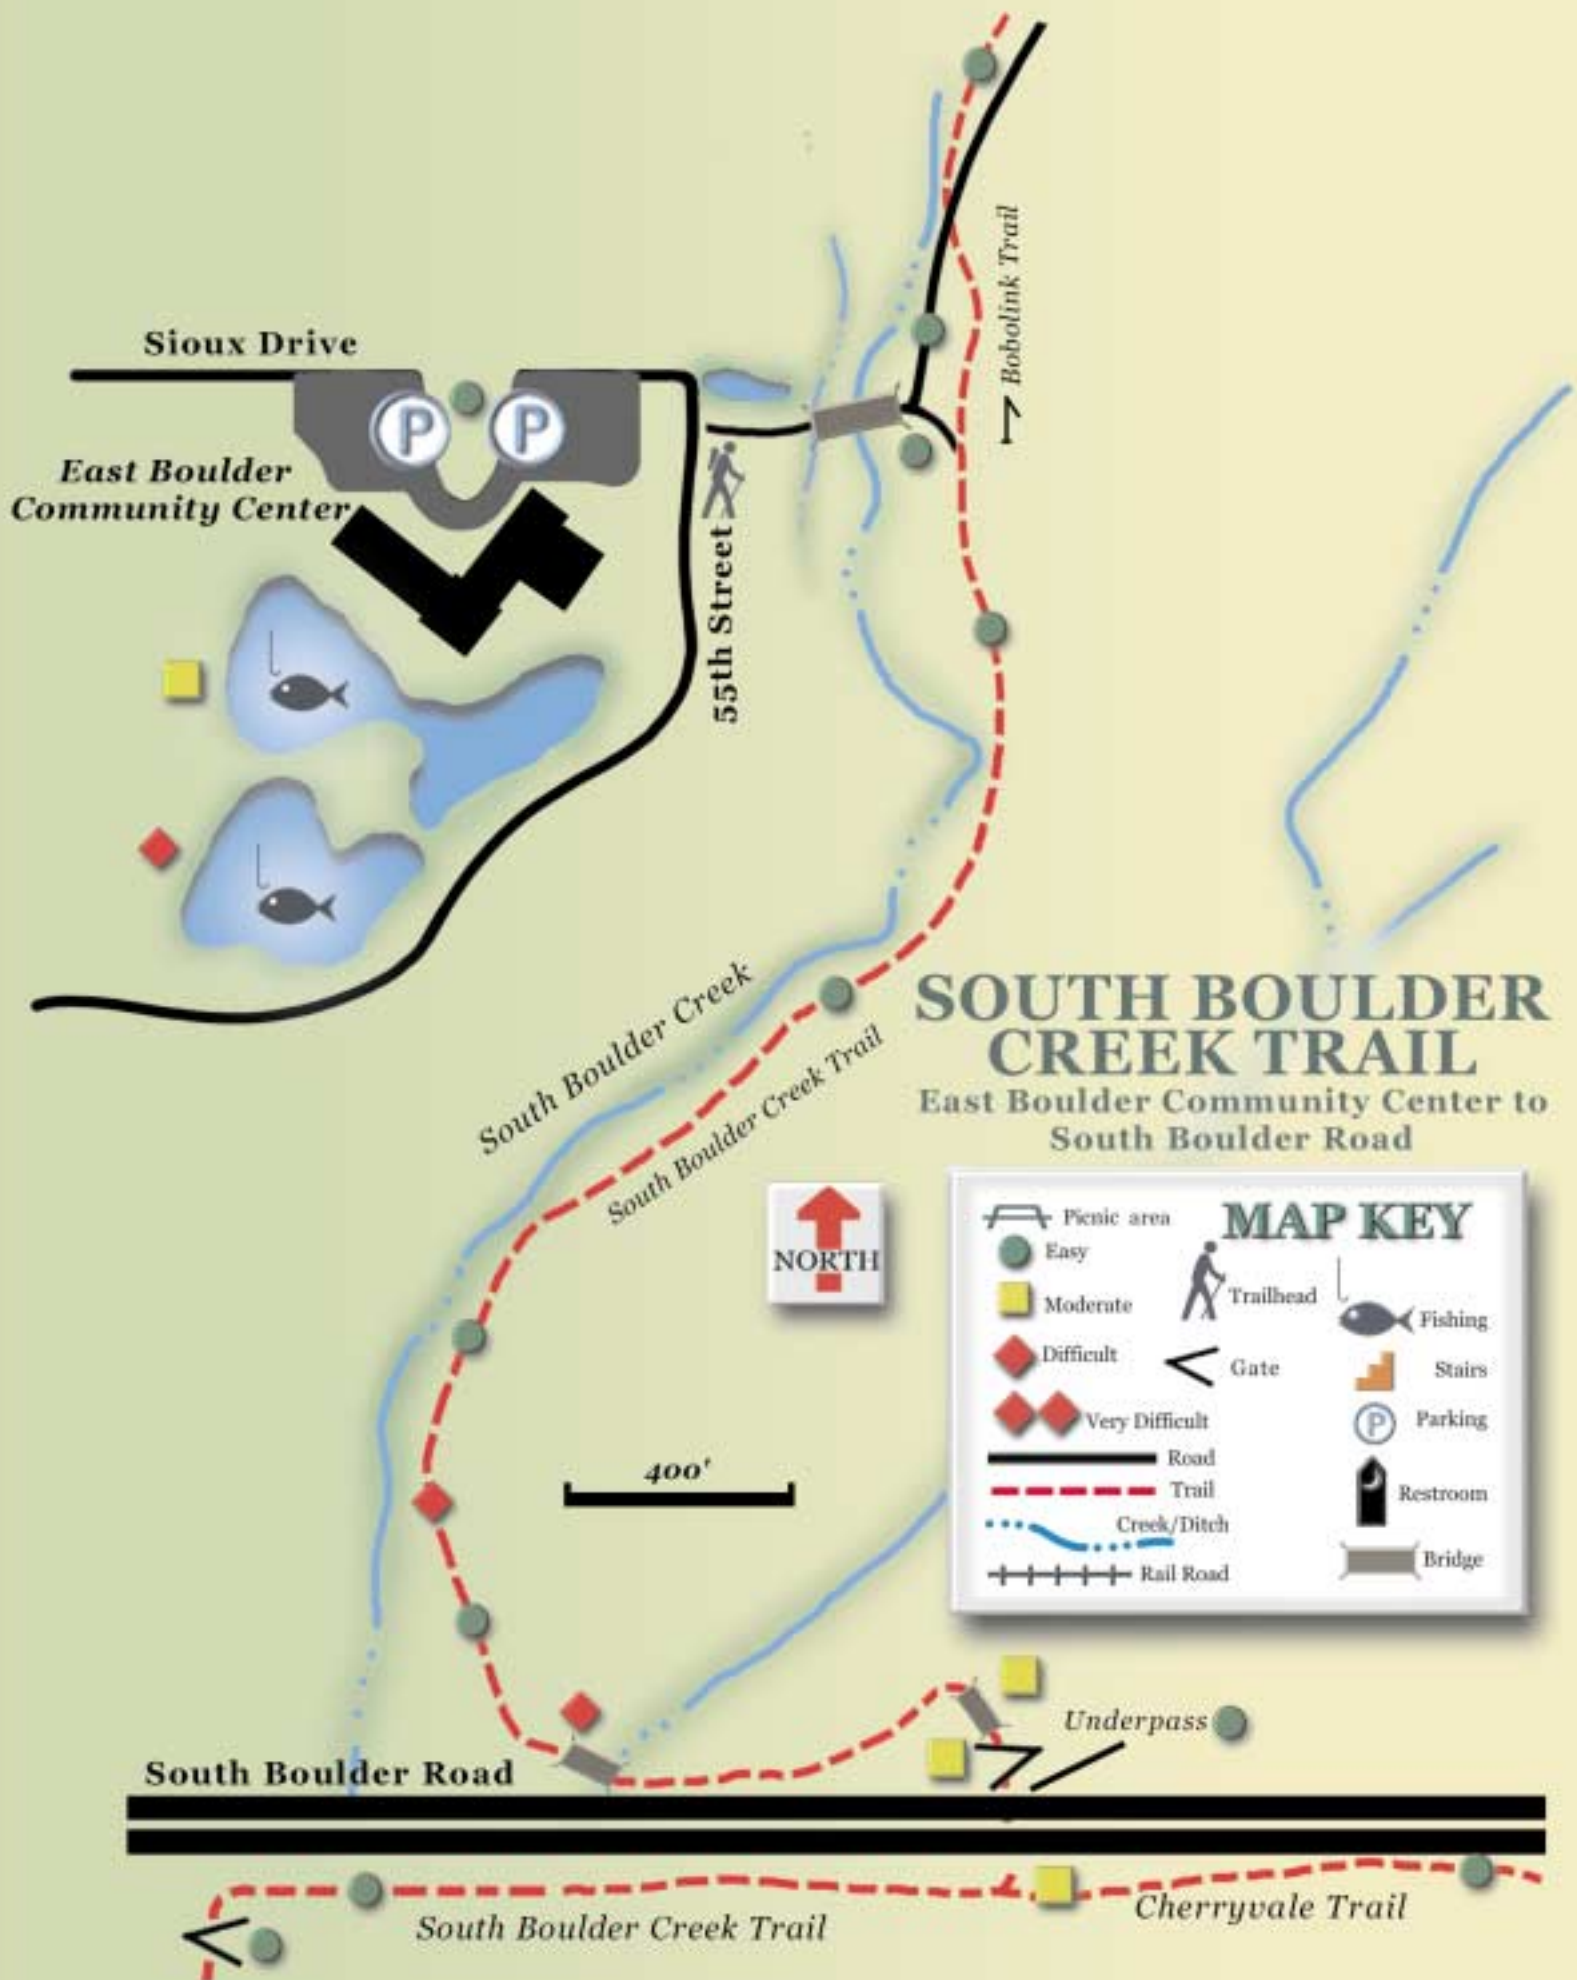 Bobolink Trail
Sioux Drive
P
P
East Boulder
Community Center
55th Street
South Boulder Creek
South Boulder Creek Trail
SOUTH BOULDER
CREEK TRAIL
East Boulder Community Center to
South Boulder Road
NORTH
MAP KEY
Picnic area
Easy
Moderate
Difficult
Very Difficult
Road
Trail
Creek/Ditch
Rail Road
Trailhead
Gate
Fishing
Stairs
P
Parking
Restroom
Bridge
400'
Underpass
South Boulder Road
South Boulder Creek Trail
Cherryvale Trail